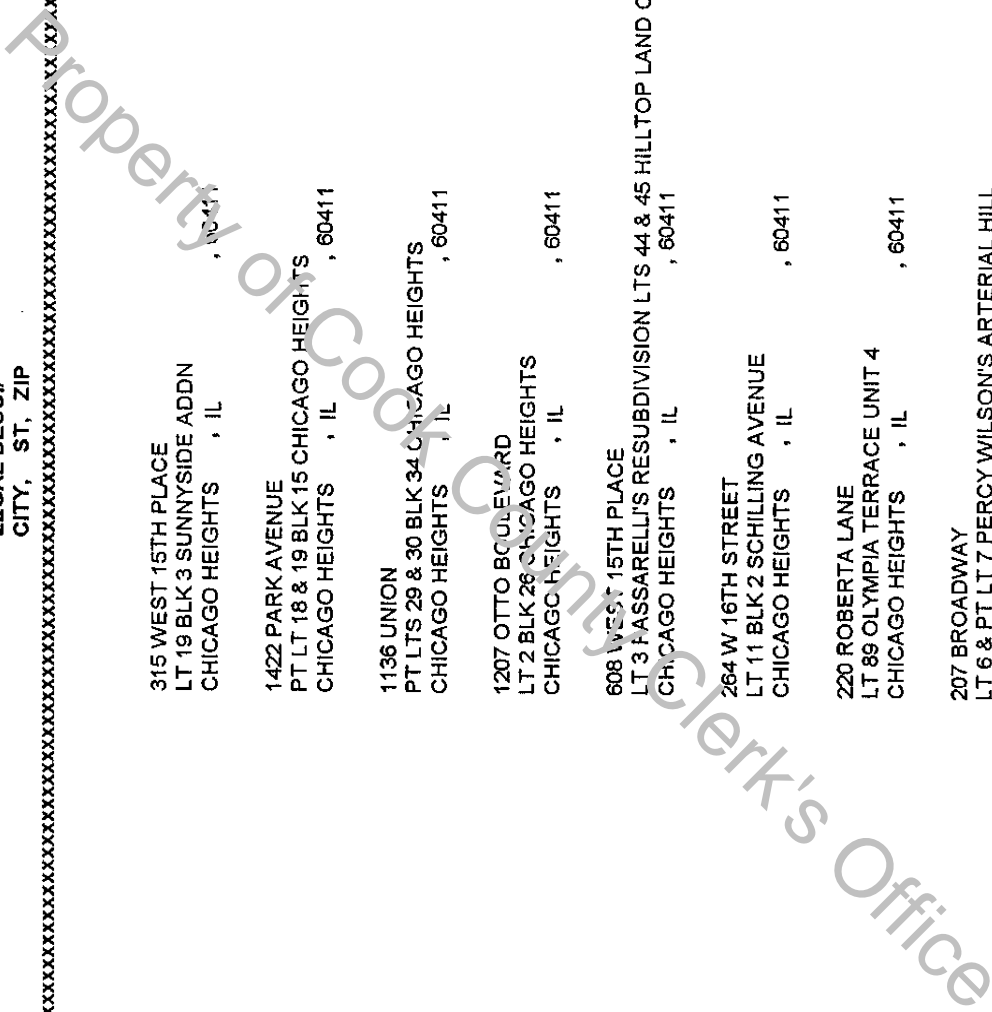 CITY, ST, ZIP
315 WEST 15TH PLACE
LT 19 BLK 3 SUNNYSIDE ADDN
CHICAGO HEIGHTS , IL , 60411
1422 PARK AVENUE
PT LT 18 & 19 BLK 15 CHICAGO HEIGHTS
CHICAGO HEIGHTS , IL , 60411
1136 UNION
PT LTS 29 & 30 BLK 34 CHICAGO HEIGHTS
CHICAGO HEIGHTS , IL , 60411
1207 OTTO BOULEVARD
LT 2 BLK 26 CHICAGO HEIGHTS
CHICAGO HEIGHTS , IL , 60411
608 WEST 15TH PLACE
LT 3 PASSARELLI'S RESUBDIVISION LTS 44 & 45 HILLTOP LAND
CHICAGO HEIGHTS , IL , 60411
264 W 16TH STREET
LT 11 BLK 2 SCHILLING AVENUE
CHICAGO HEIGHTS , IL , 60411
220 ROBERTA LANE
LT 89 OLYMPIA TERRACE UNIT 4
CHICAGO HEIGHTS , IL , 60411
207 BROADWAY
LT 6 & PT LT 7 PERCY WILSON'S ARTERIAL HILL
Property of Cook County Clerk's Office